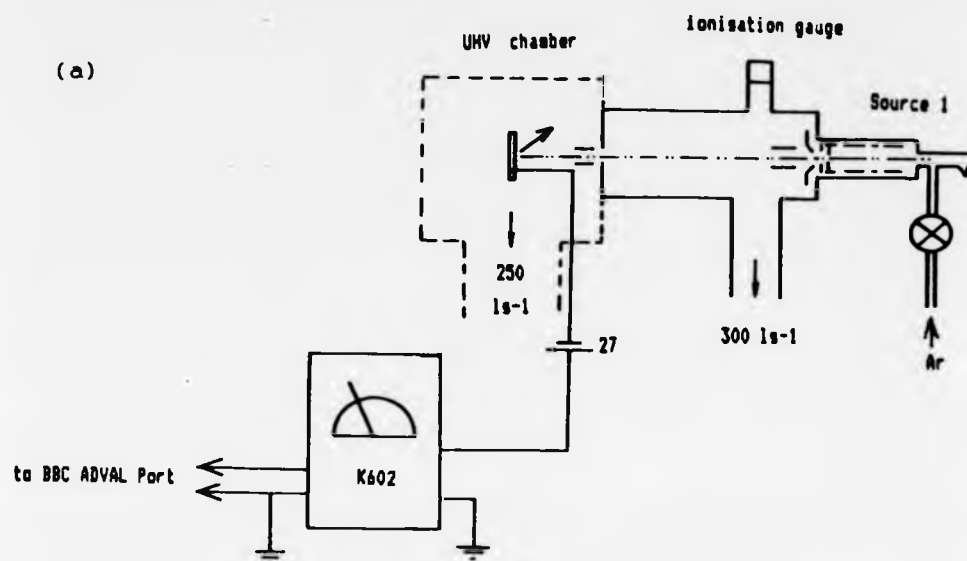 (a)
UHV chamber
ionisation gauge
Source 1
250
ls-1
300 ls-1
27
Ar
K602
to BBC ADVAL Port